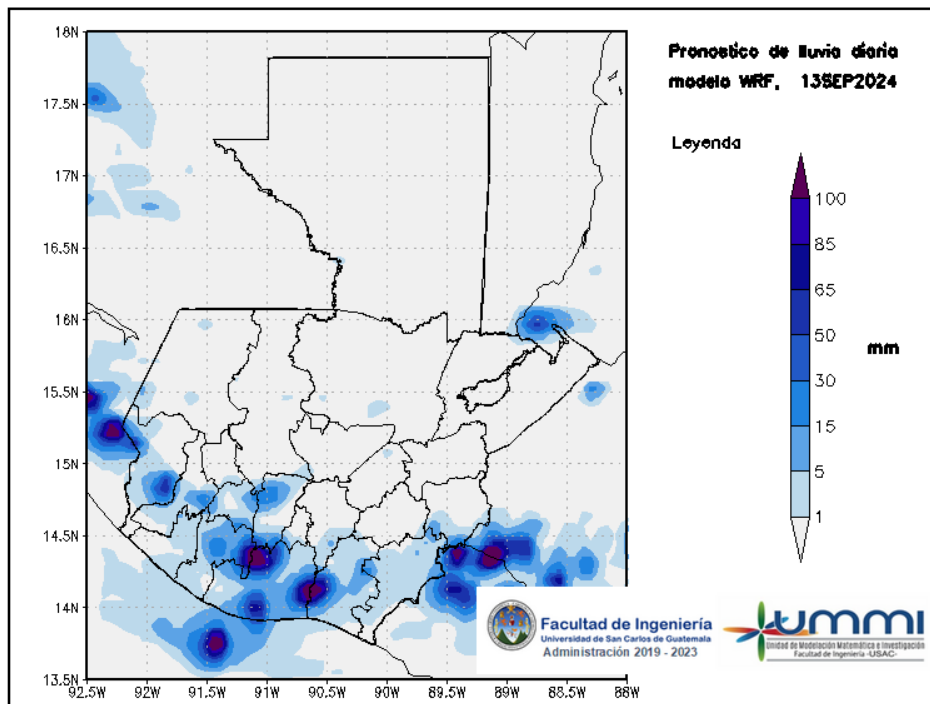 Pronostico de lluvia diaria
modelo WRF, 13SEP2024
Leyenda
100
85
65
50
30
15
5
1
mm
18N
17.5N
17N
16.5N
16N
15.5N
15N
14.5N
14N
13.5N
92.5W 92W 91.5W 91W 90.5W 90W 89.5W 89W 88.5W 88W
Facultad de Ingeniería
Universidad de San Carlos de Guatemala
Administración 2019 - 2023
UMMI
Unidad de Modelación Matemática e Investigación
Facultad de Ingeniería -USAC-